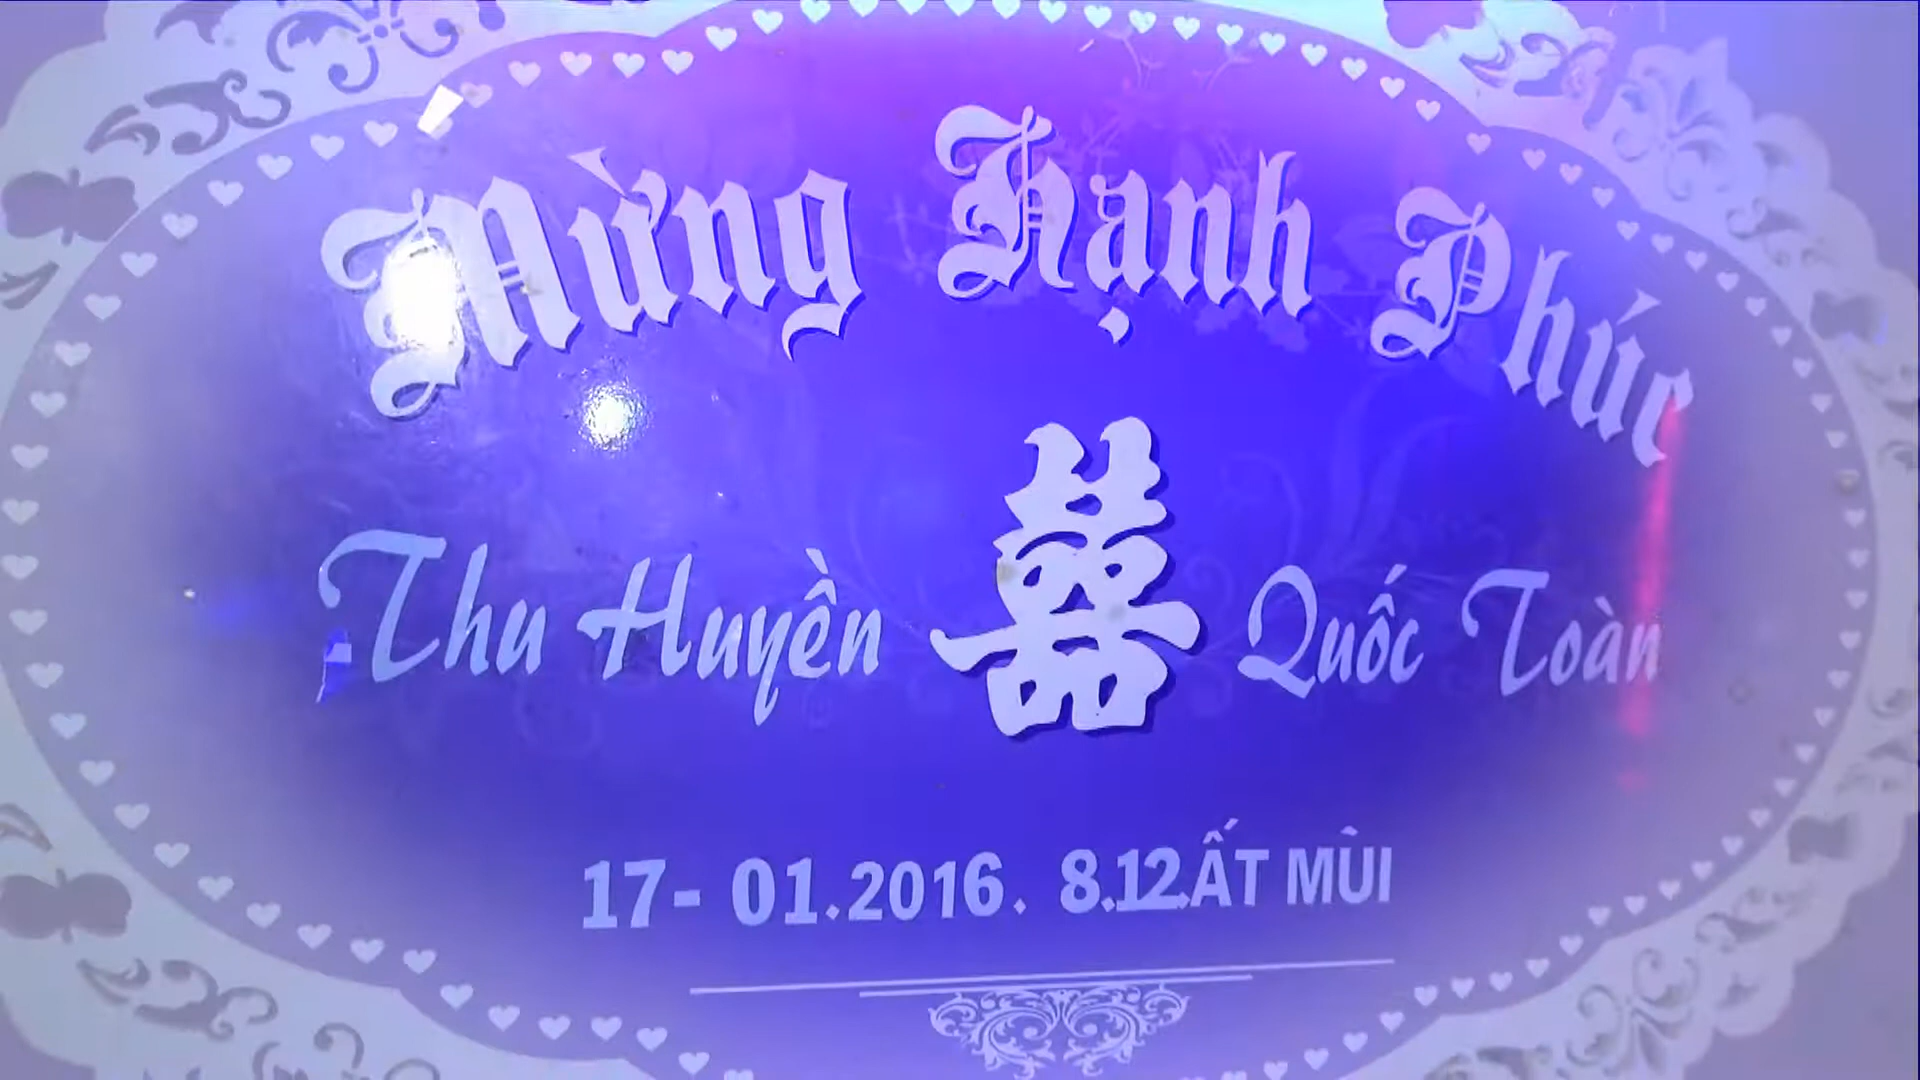 Mừng Hạnh Phúc
Thu Huyền 囍 Quốc Toàn
17- 01.2016. 8.12.ẤT MÙI